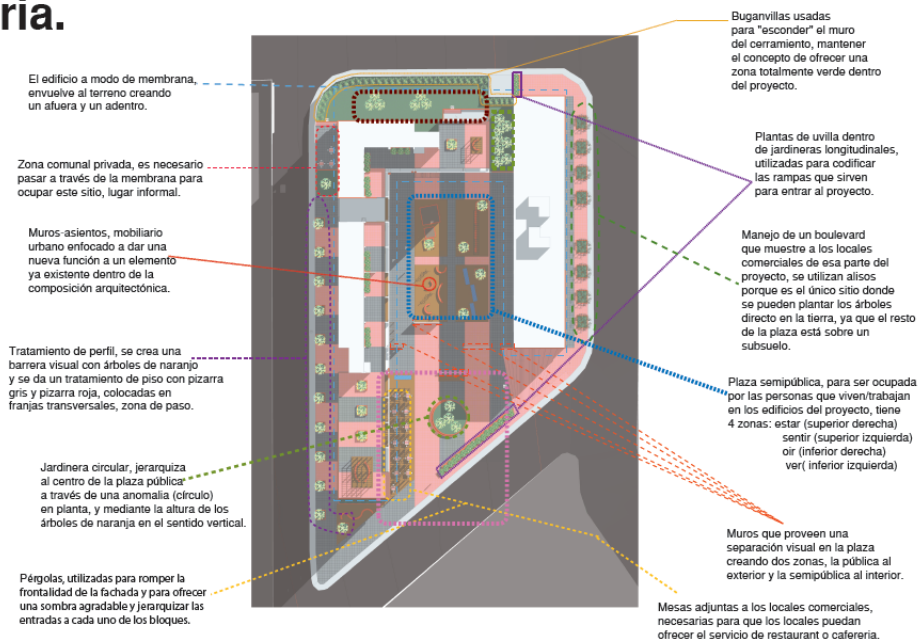 ria.
El edificio a modo de membrana,
envuelve al terreno creando
un afuera y un adentro.
Zona comunal privada, es necesario
pasar a través de la membrana para
ocupar este sitio, lugar informal.
Muros-asientos, mobiliario
urbano enfocado a dar una
nueva función a un elemento
ya existente dentro de la
composición arquitectónica.
Tratamiento de perfil, se crea una
barrera visual con árboles de naranjo
y se da un tratamiento de piso con pizarra
gris y pizarra roja, colocadas en
franjas transversales, zona de paso.
Jardinera circular, jerarquiza
al centro de la plaza pública
a través de una anomalia (círculo)
en planta, y mediante la altura de los
árboles de naranja en el sentido vertical.
Pérgolas, utilizadas para romper la
frontalidad de la fachada y para ofrecer
una sombra agradable y jerarquizar las
entradas a cada uno de los bloques.
Buganvillas usadas
para "esconder" el muro
del cerramiento, mantener
el concepto de ofrecer una
zona totalmente verde dentro
del proyecto.
Plantas de uvilla dentro
de jardineras longitudinales,
utilizadas para codificar
las rampas que sirven
para entrar al proyecto.
Manejo de un boulevard
que muestre a los locales
comerciales de esa parte del
proyecto, se utilizan alisos
porque es el único sitio donde
se pueden plantar los árboles
directo en la tierra, ya que el resto
de la plaza está sobre un
subsuelo.
Plaza semipública, para ser ocupada
por las personas que viven/trabajan
en los edificios del proyecto, tiene
4 zonas: estar (superior derecha)
sentir (superior izquierda)
oir (inferior derecha)
ver( inferior izquierda)
Muros que proveen una
separación visual en la plaza
creando dos zonas, la pública al
exterior y la semipública al interior.
Mesas adjuntas a los locales comerciales,
necesarias para que los locales puedan
ofrecer el servicio de restaurant o cafereria.